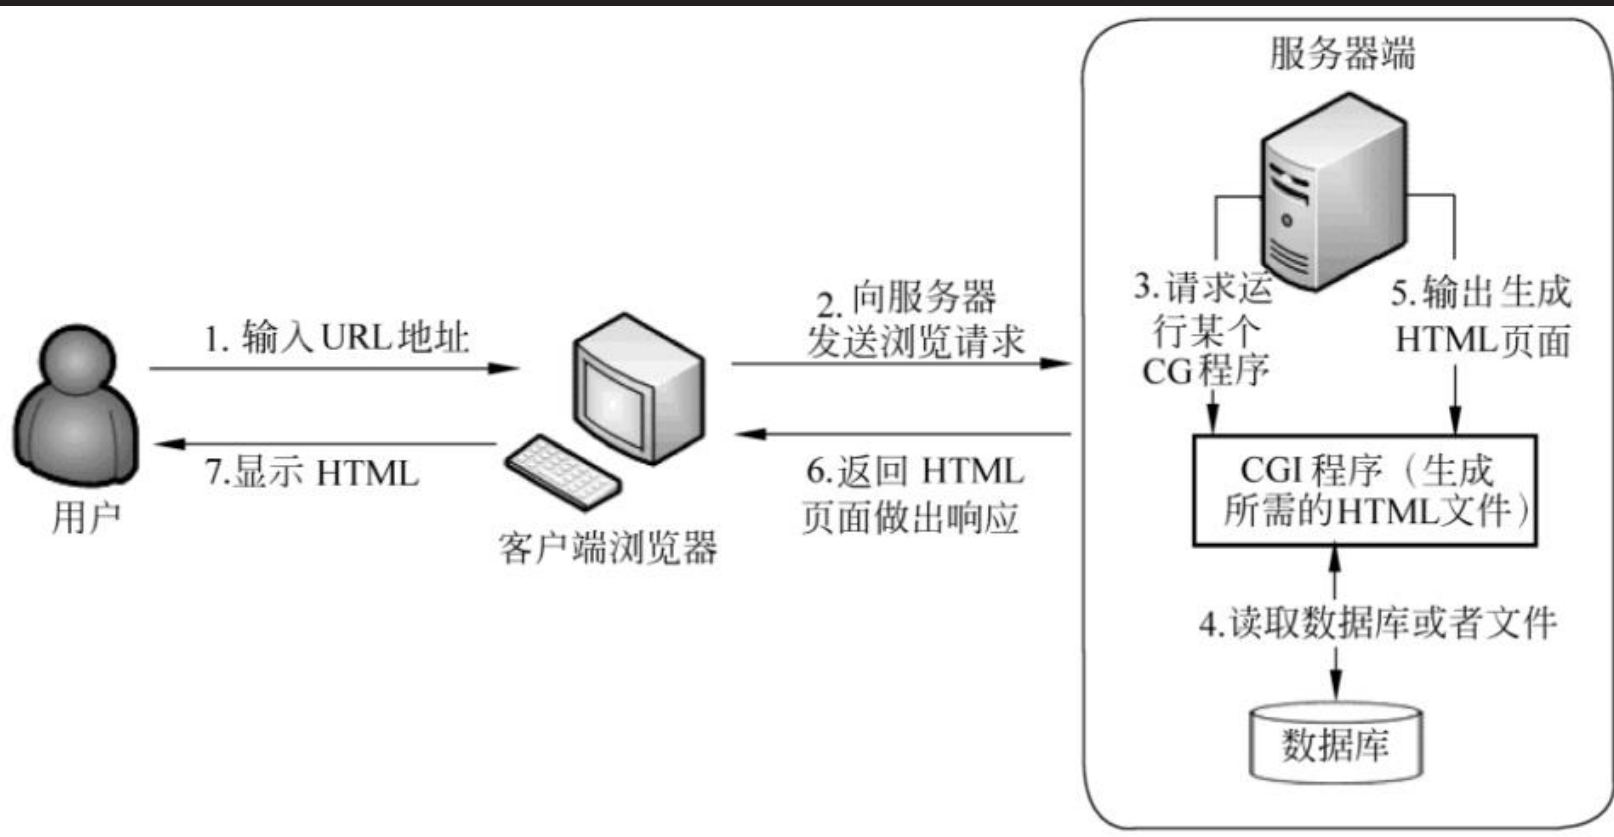 服务器端
3.请求运
行某个
CG程序
5.输出生成
HTML页面
2.向服务器
发送浏览请求
1. 输入URL地址
7.显示 HTML
6.返回 HTML
页面做出响应
用户
客户端浏览器
CGI 程序（生成
所需的HTML文件）
4.读取数据库或者文件
数据库